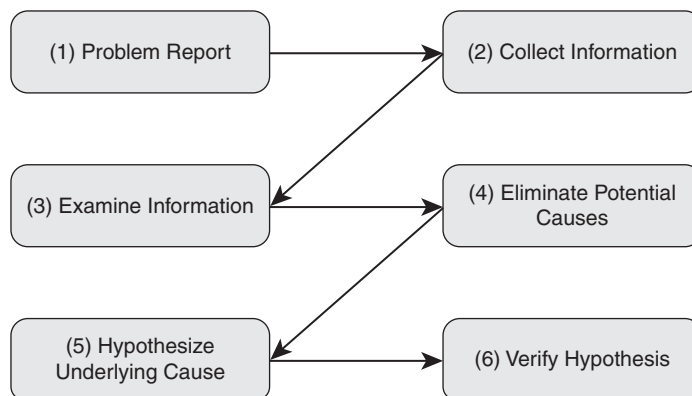 (1) Problem Report
(2) Collect Information
(3) Examine Information
(4) Eliminate Potential
Causes
(5) Hypothesize
Underlying Cause
(6) Verify Hypothesis